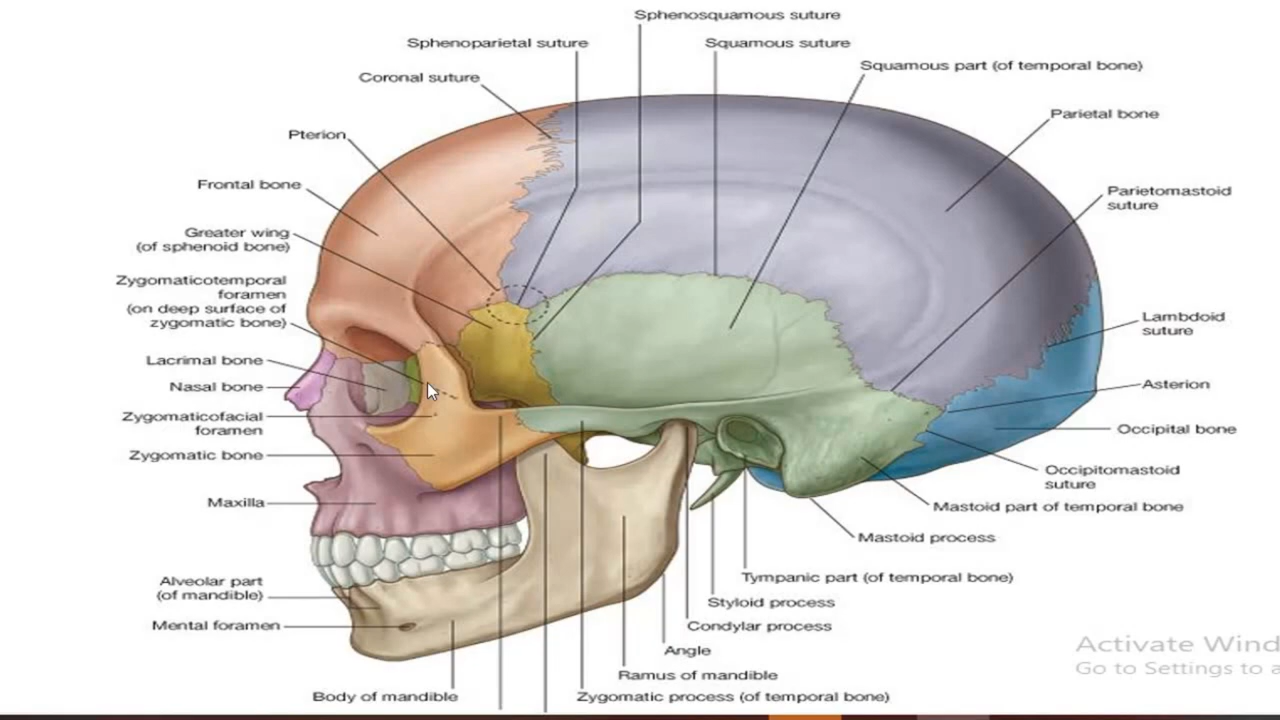 Sphenosquamous suture
Sphenoparietal suture
Squamous suture
Squamous part (of temporal bone)
Coronal suture
Parietal bone
Pterion
Frontal bone
Parietomastoid
suture
Greater wing
(of sphenoid bone)
Zygomaticotemporal
foramen
(on deep surface of
zygomatic bone)
Lambdoid
suture
Lacrimal bone
Nasal bone
Asterion
Zygomaticofacial
foramen
Occipital bone
Zygomatic bone
Occipitomastoid
suture
Maxilla
Mastoid part of temporal bone
Mastoid process
Tympanic part (of temporal bone)
Alveolar part
(of mandible)
Styloid process
Mental foramen
Condylar process
Angle
Ramus of mandible
Body of mandible
Zygomatic process (of temporal bone)
Activate Wind
Go to Settings to a